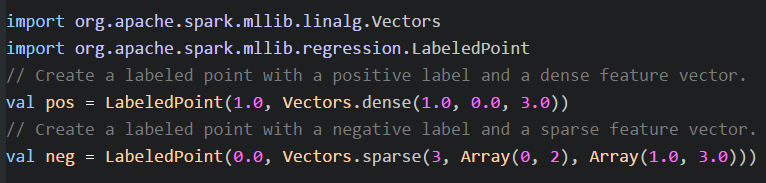 import org.apache.spark.mllib.linalg.Vectors
import org.apache.spark.mllib.regression.LabeledPoint
// Create a labeled point with a positive label and a dense feature vector.
val pos = LabeledPoint(1.0, Vectors.dense(1.0, 0.0, 3.0))
// Create a labeled point with a negative label and a sparse feature vector.
val neg = LabeledPoint(0.0, Vectors.sparse(3, Array(0, 2), Array(1.0, 3.0)))